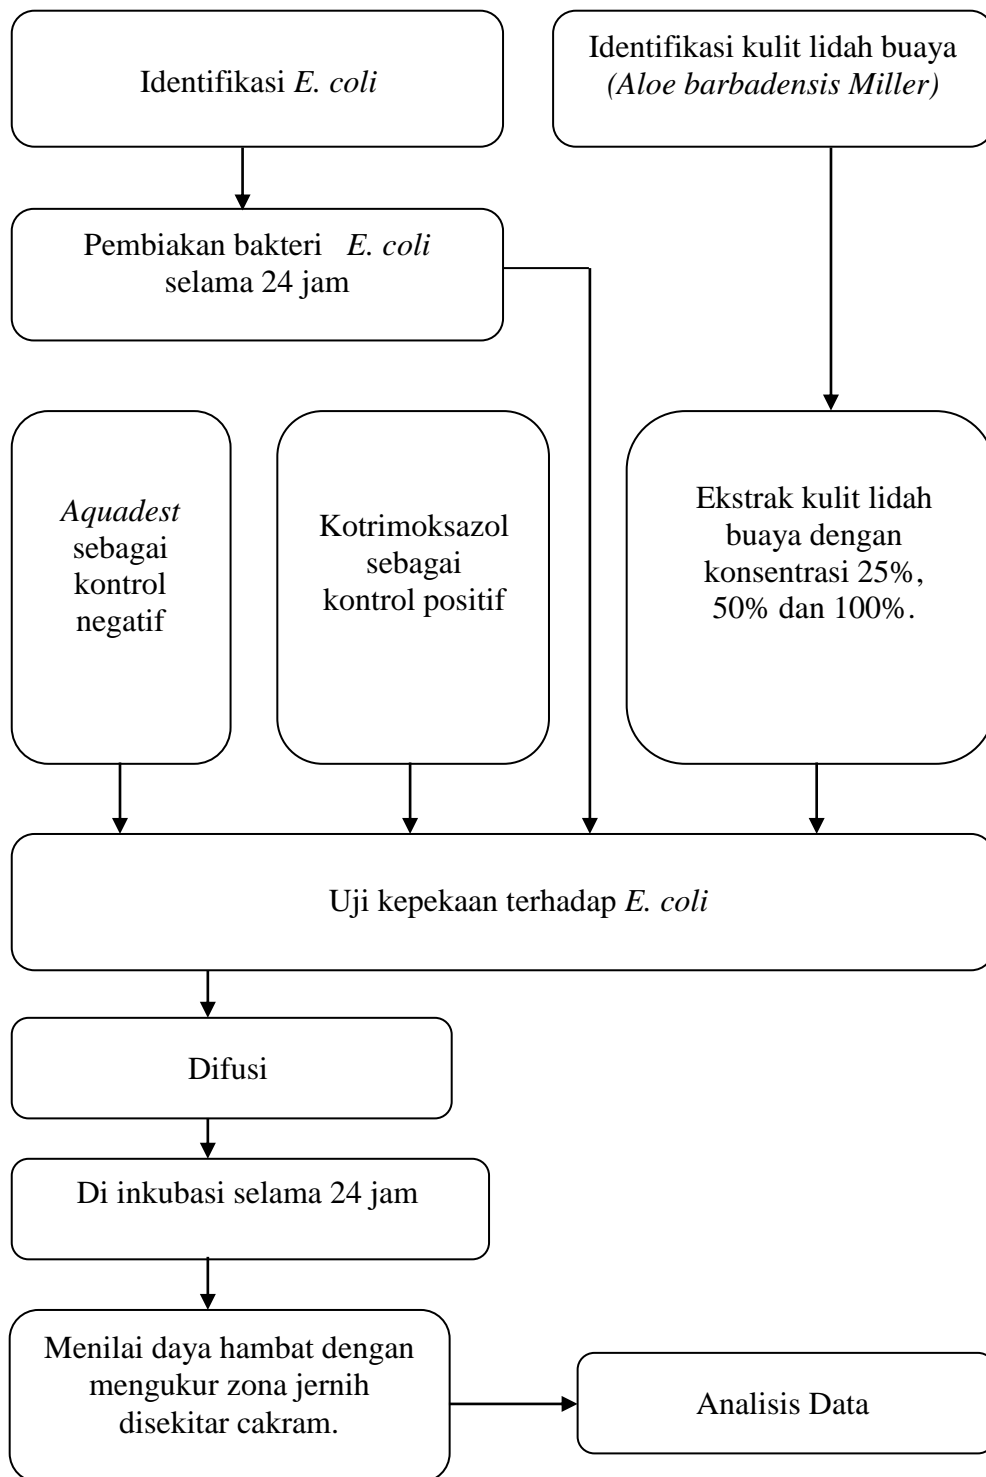 Identifikasi E. coli
Identifikasi kulit lidah buaya
(Aloe barbadensis Miller)
Pembiakan bakteri E. coli
selama 24 jam
Aquadest
sebagai
kontrol
negatif
Kotrimoksazol
sebagai
kontrol positif
Ekstrak kulit lidah
buaya dengan
konsentrasi 25%,
50% dan 100%.
Uji kepekaan terhadap E. coli
Difusi
Di inkubasi selama 24 jam
Menilai daya hambat dengan
mengukur zona jernih
disekitar cakram.
Analisis Data